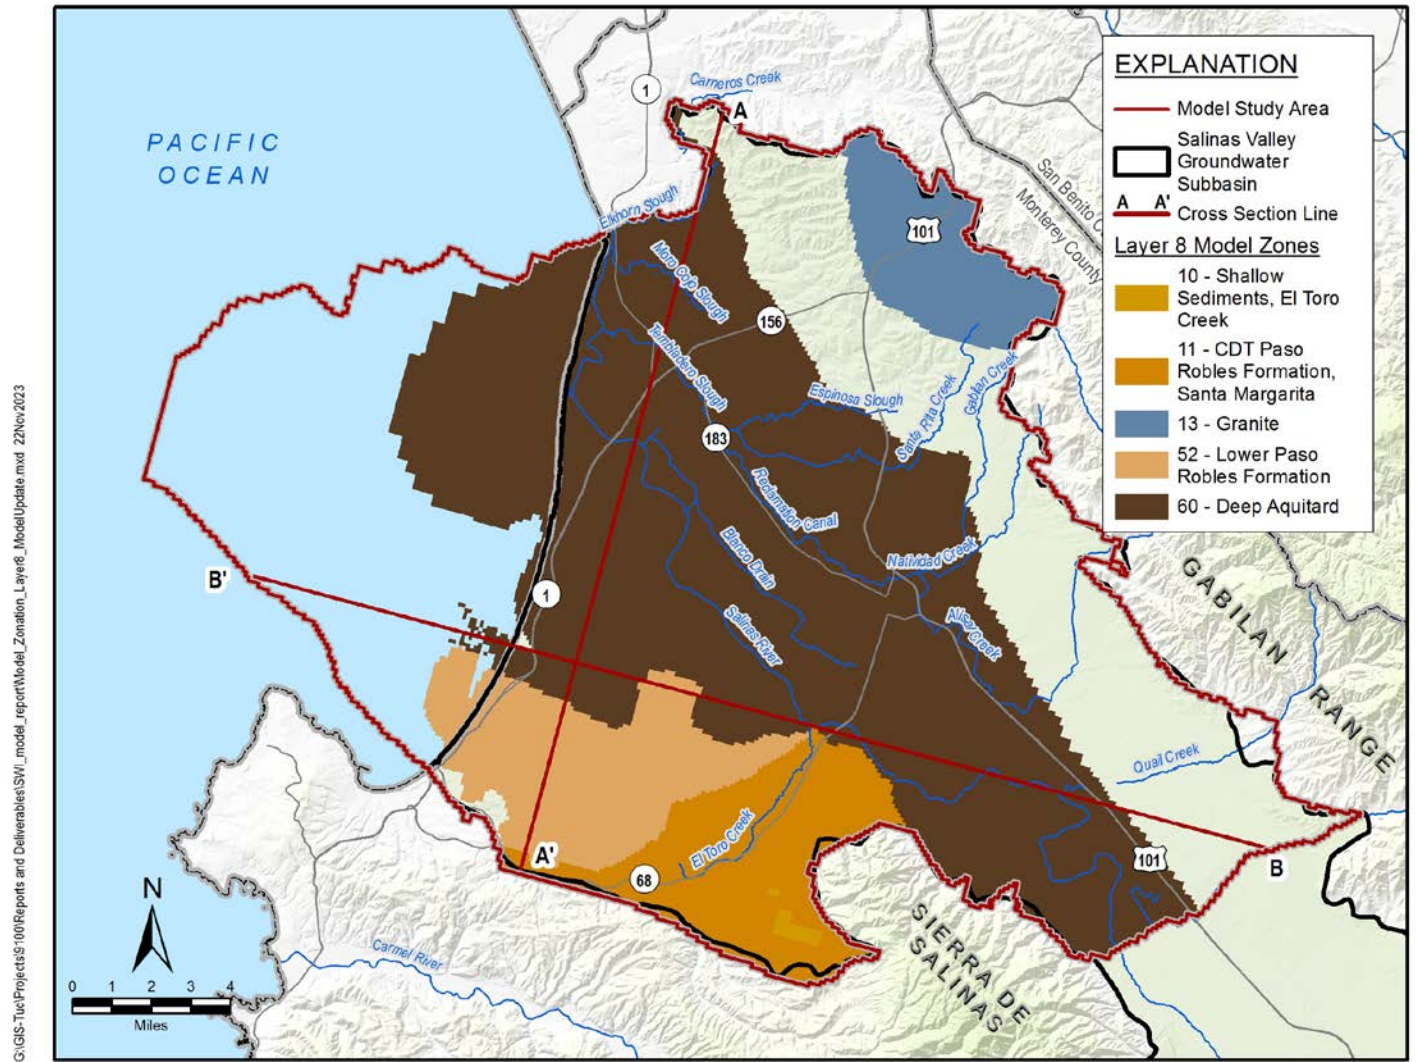 G:\GIS-Tuc\Projects\9100\Reports and Deliverables\SWI_model_report\Model_Zonation_Layer8_ModelUpdate.mxd 22Nov2023
PACIFIC
OCEAN
Carneros Creek
1
A
Elkhorn Slough
101
San Benito C
Monterey County
Moro Cojo Slough
156
Tembladero Slough
Espinosa Slough
Santa Rita Creek
Gabilan Creek
183
Reclamation Canal
Blanco Drain
Natividad Creek
B'
1
Salinas River
Alisal Creek
GABILAN
RANGE
Quail Creek
El Toro Creek
A'
68
101
B
SIERRA DE
SALINAS
Carmel River
N
0 1 2 3 4
Miles
EXPLANATION
Model Study Area
Salinas Valley
Groundwater
Subbasin
A A'
Cross Section Line
Layer 8 Model Zones
10 - Shallow
Sediments, El Toro
Creek
11 - CDT Paso
Robles Formation,
Santa Margarita
13 - Granite
52 - Lower Paso
Robles Formation
60 - Deep Aquitard